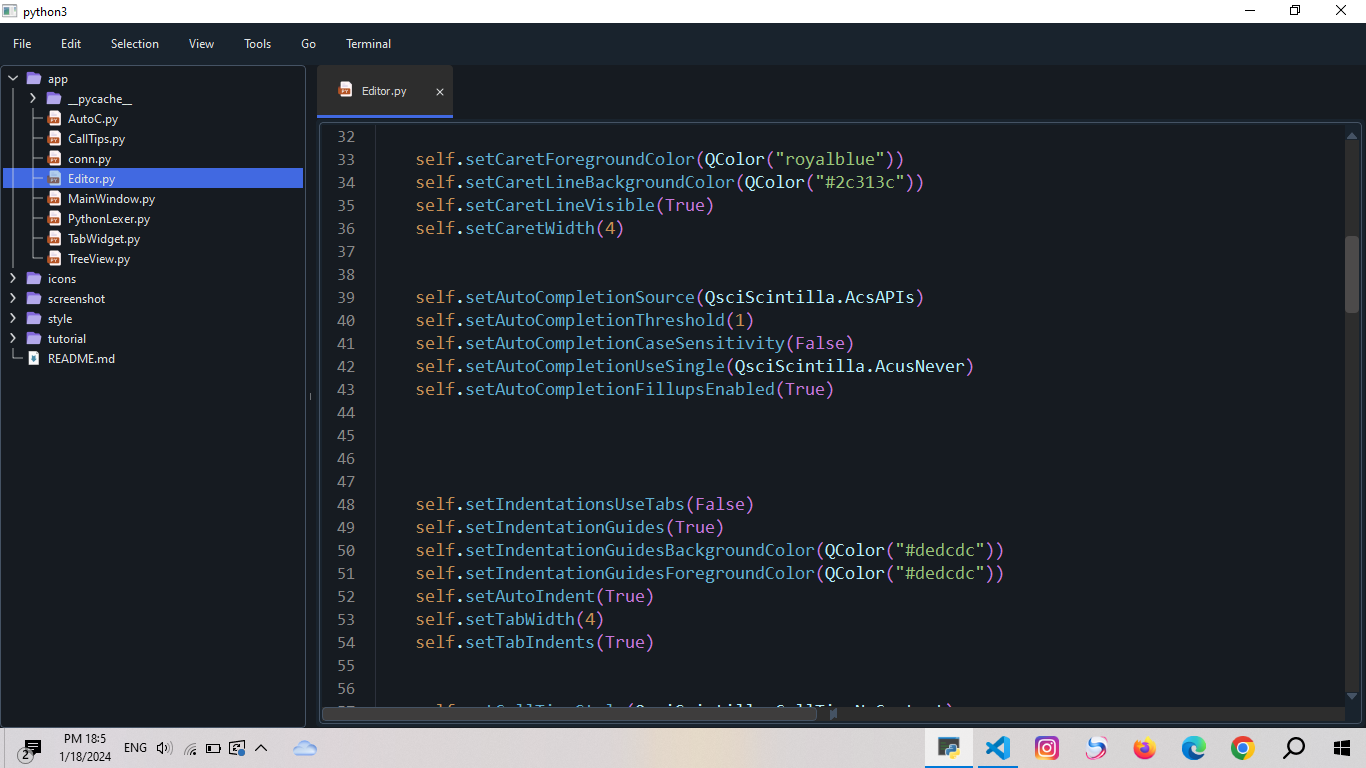 python3
File Edit Selection View Tools Go Terminal
app
__pycache__
AutoC.py
CallTips.py
conn.py
Editor.py
MainWindow.py
PythonLexer.py
TabWidget.py
TreeView.py
icons
screenshot
style
tutorial
README.md
Editor.py
32
33 self.setCaretForegroundColor(QColor("royalblue"))
34 self.setCaretLineBackgroundColor(QColor("#2c313c"))
35 self.setCaretLineVisible(True)
36 self.setCaretWidth(4)
37
38
39 self.setAutoCompletionSource(QsciScintilla.AcsAPIs)
40 self.setAutoCompletionThreshold(1)
41 self.setAutoCompletionCaseSensitivity(False)
42 self.setAutoCompletionUseSingle(QsciScintilla.AcusNever)
43 self.setAutoCompletionFillupsEnabled(True)
44
45
46
47
48 self.setIndentationsUseTabs(False)
49 self.setIndentationGuides(True)
50 self.setIndentationGuidesBackgroundColor(QColor("#dedcdc"))
51 self.setIndentationGuidesForegroundColor(QColor("#dedcdc"))
52 self.setAutoIndent(True)
53 self.setTabWidth(4)
54 self.setTabIndents(True)
55
56
2
PM 18:5
1/18/2024
ENG